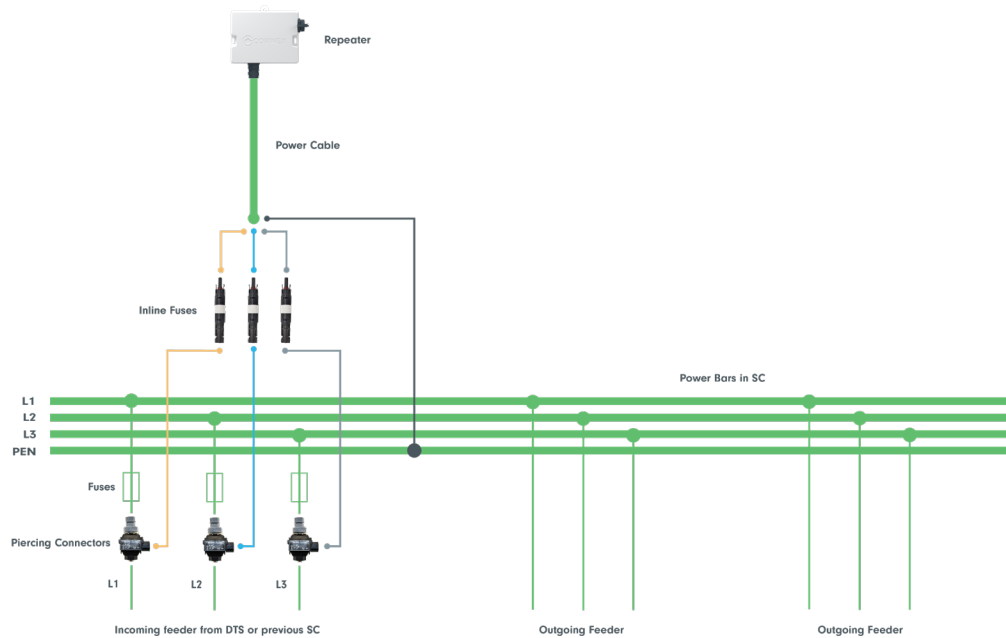 Repeater
Power Cable
Inline Fuses
Power Bars in SC
L1
L2
L3
PEN
Fuses
Piercing Connectors
L1 L2 L3
Incoming feeder from DTS or previous SC Outgoing Feeder Outgoing Feeder